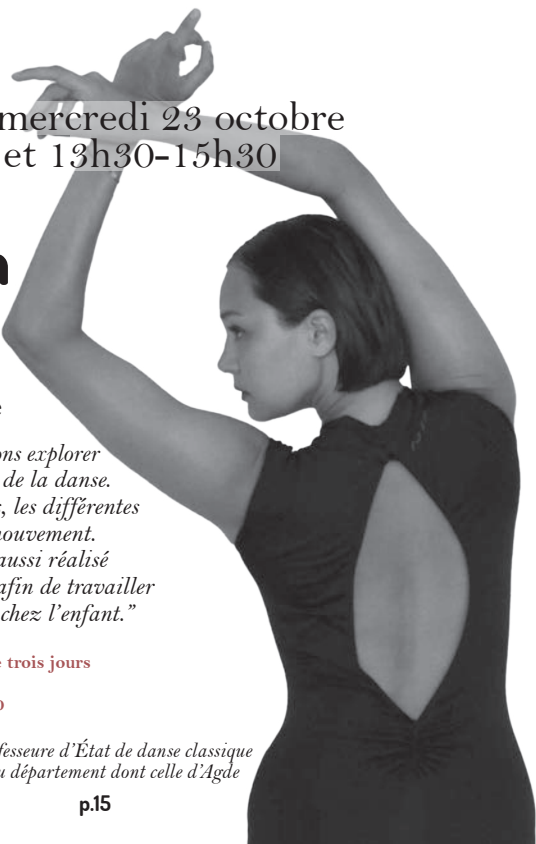 mercredi 23 octobre
et 13h30-15h30
ons explorer
de la danse.
, les différentes
mouvement.
aussi réalisé
afin de travailler
chez l’enfant.”
trois jours
fesseure d’État de danse classique
u département dont celle d’Agde
p.15